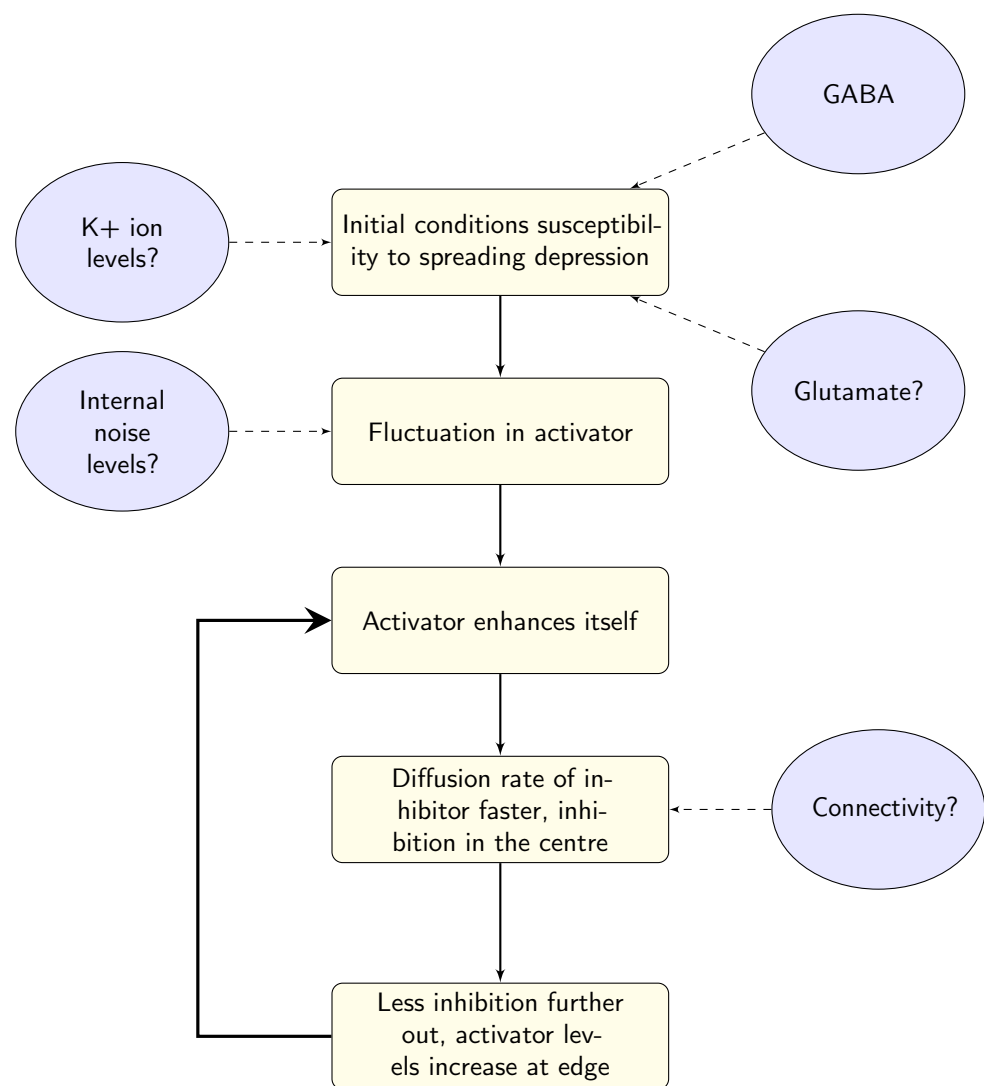 GABA
K+ ion
levels?
Initial conditions susceptibil-
ity to spreading depression
Glutamate?
Internal
noise
levels?
Fluctuation in activator
Activator enhances itself
Diffusion rate of in-
hibitor faster, inhi-
bition in the centre
Connectivity?
Less inhibition further
out, activator lev-
els increase at edge